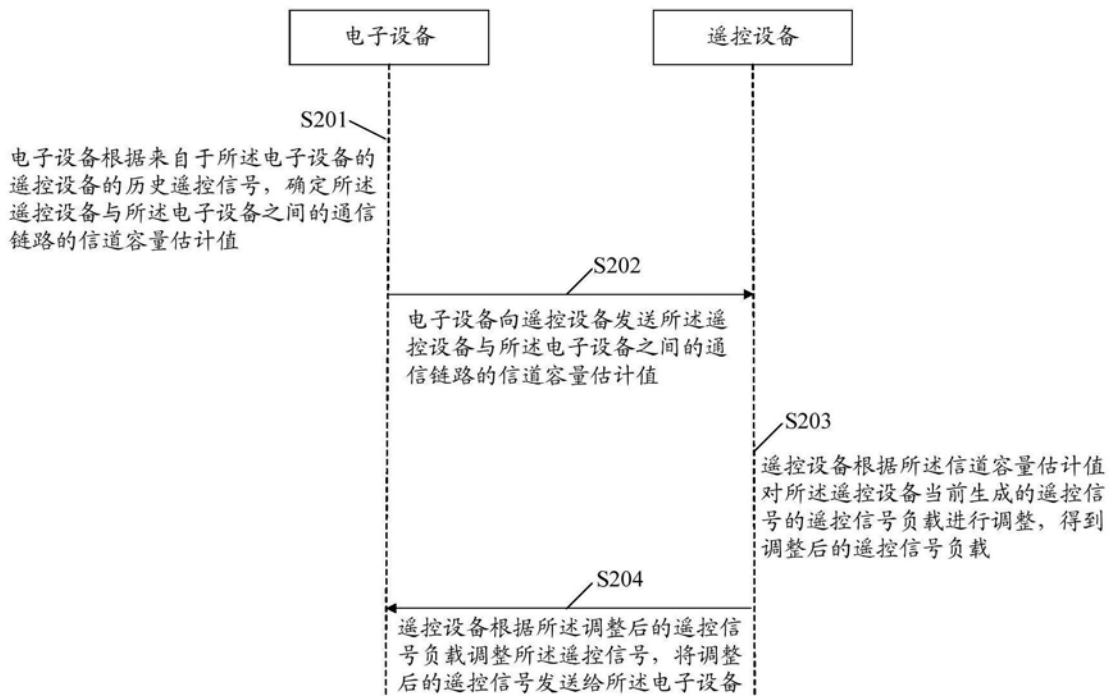 电子设备
遥控设备
S201
电子设备根据来自于所述电子设备的
遥控设备的历史遥控信号，确定所述
遥控设备与所述电子设备之间的通信
链路的信道容量估计值
S202
电子设备向遥控设备发送所述遥
控设备与所述电子设备之间的通
信链路的信道容量估计值
S203
遥控设备根据所述信道容量估计值
对所述遥控设备当前生成的遥控信
号的遥控信号负载进行调整，得到
调整后的遥控信号负载
S204
遥控设备根据所述调整后的遥控信
号负载调整所述遥控信号，将调整
后的遥控信号发送给所述电子设备